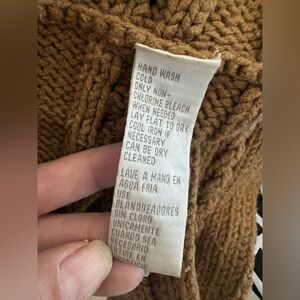 HAND WASH
COLD
ONLY NON-
CHLORINE BLEACH
WHEN NEEDED
LAY FLAT TO DRY
COOL IRON IF
NECESSARY
CAN BE DRY
CLEANED
LAVE A MANO EN
AGUA FRIA
USE
BLANQUEADORES
SIN CLORO
UNICAMENTE
CUANDO SEA
NECESARIO